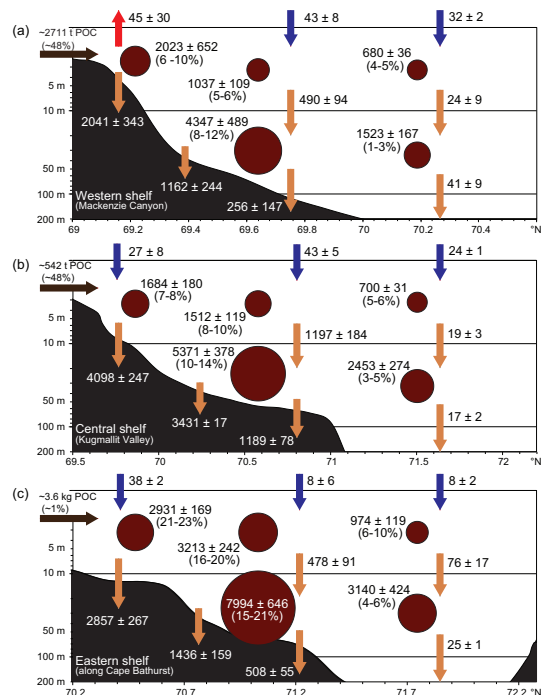 (a)
45 ± 30
43 ± 8
32 ± 2
~2711 t POC
(~48%)
2023 ± 652
(6 -10%)
1037 ± 109
(5-6%)
680 ± 36
(4-5%)
5 m
10 m
50 m
100 m
200 m
2041 ± 343
490 ± 94
24 ± 9
4347 ± 489
(8-12%)
1523 ± 167
(1-3%)
1162 ± 244
256 ± 147
41 ± 9
Western shelf
(Mackenzie Canyon)
69 69.2 69.4 69.6 69.8 70 70.2 70.4 °N
(b)
27 ± 8
43 ± 5
24 ± 1
~542 t POC
(~48%)
1684 ± 180
(7-8%)
1512 ± 119
(8-10%)
700 ± 31
(5-6%)
5 m
10 m
50 m
100 m
200 m
1197 ± 184
19 ± 3
5371 ± 378
(10-14%)
2453 ± 274
(3-5%)
4098 ± 247
3431 ± 17
1189 ± 78
17 ± 2
Central shelf
(Kugmallit Valley)
69.5 70 70.5 71 71.5 72 °N
(c)
38 ± 2
8 ± 6
8 ± 2
~3.6 kg POC
(~1%)
2931 ± 169
(21-23%)
3213 ± 242
(16-20%)
974 ± 119
(6-10%)
5 m
10 m
50 m
100 m
200 m
478 ± 91
76 ± 17
7994 ± 646
(15-21%)
3140 ± 424
(4-6%)
2857 ± 267
1436 ± 159
508 ± 55
25 ± 1
Eastern shelf
(along Cape Bathurst)
70.2 70.7 71.2 71.7 72.2 °N